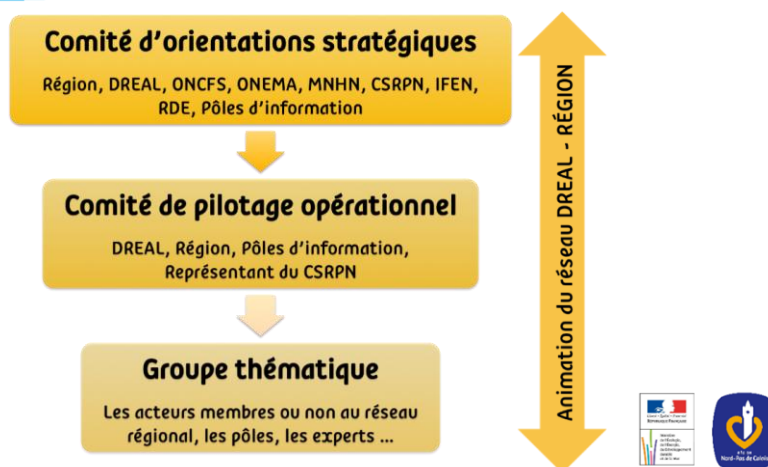 Comité d'orientations stratégiques
Région, DREAL, ONCFS, ONEMA, MNHN, CSRPN, IFEN,
RDE, Pôles d'information
Comité de pilotage opérationnel
DREAL, Région, Pôles d'information,
Représentant du CSRPN
Groupe thématique
Les acteurs membres ou non au réseau
régional, les pôles, les experts ...
Animation du réseau DREAL - RÉGION
Nord-Pas de Calais